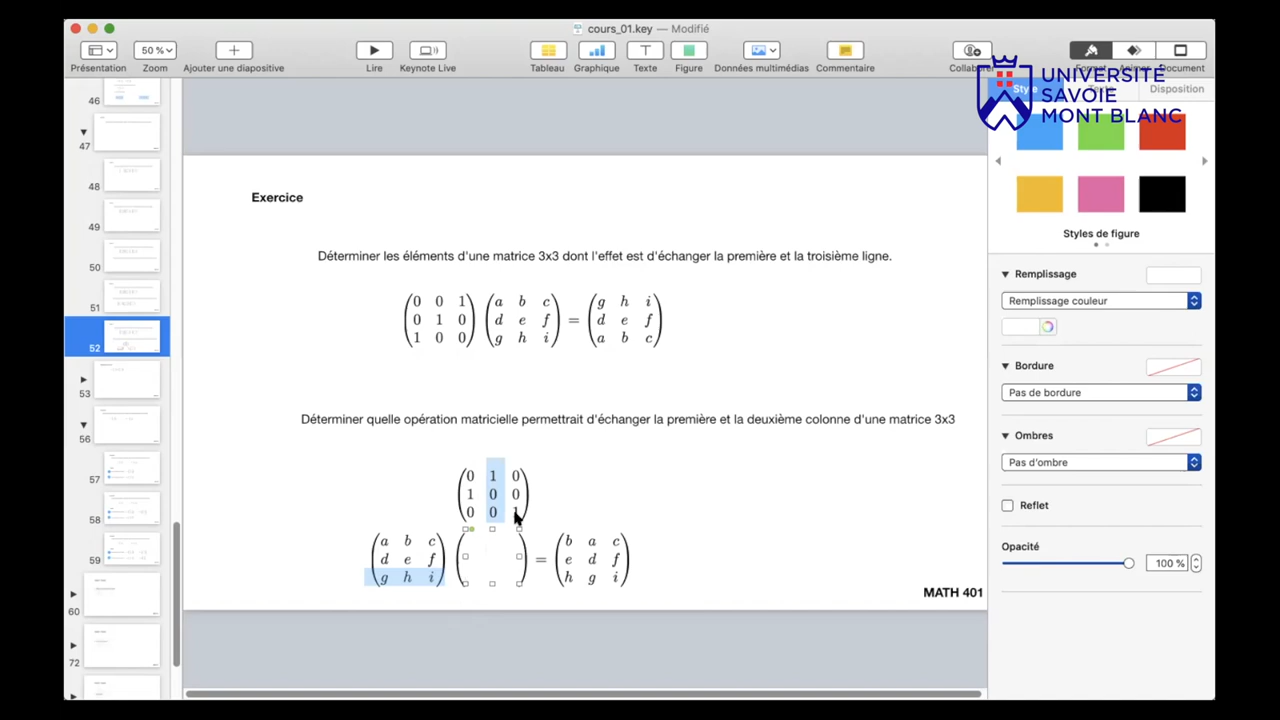 cours_01.key — Modifié
50 %
Présentation Zoom Ajouter une diapositive Lire Keynote Live Tableau Graphique Texte Figure Données multimédias Commentaire Document
UNIVERSITÉ
SAVOIE
MONT BLANC
Style Disposition
46
47
48
49
50
51
52
53
56
57
58
59
60
72
Exercice
Déterminer les éléments d'une matrice 3x3 dont l'effet est d'échanger la première et la troisième ligne.
0 0 1 a b c g h i
0 1 0 d e f = d e f
1 0 0 g h i a b c
Déterminer quelle opération matricielle permettrait d'échanger la première et la deuxième colonne d'une matrice 3x3
0 1 0
1 0 0
0 0 1
a b c b a c
d e f = e d f
g h i h g i
MATH 401
Styles de figure
Remplissage
Remplissage couleur
Bordure
Pas de bordure
Ombres
Pas d'ombre
Reflet
Opacité
100 %